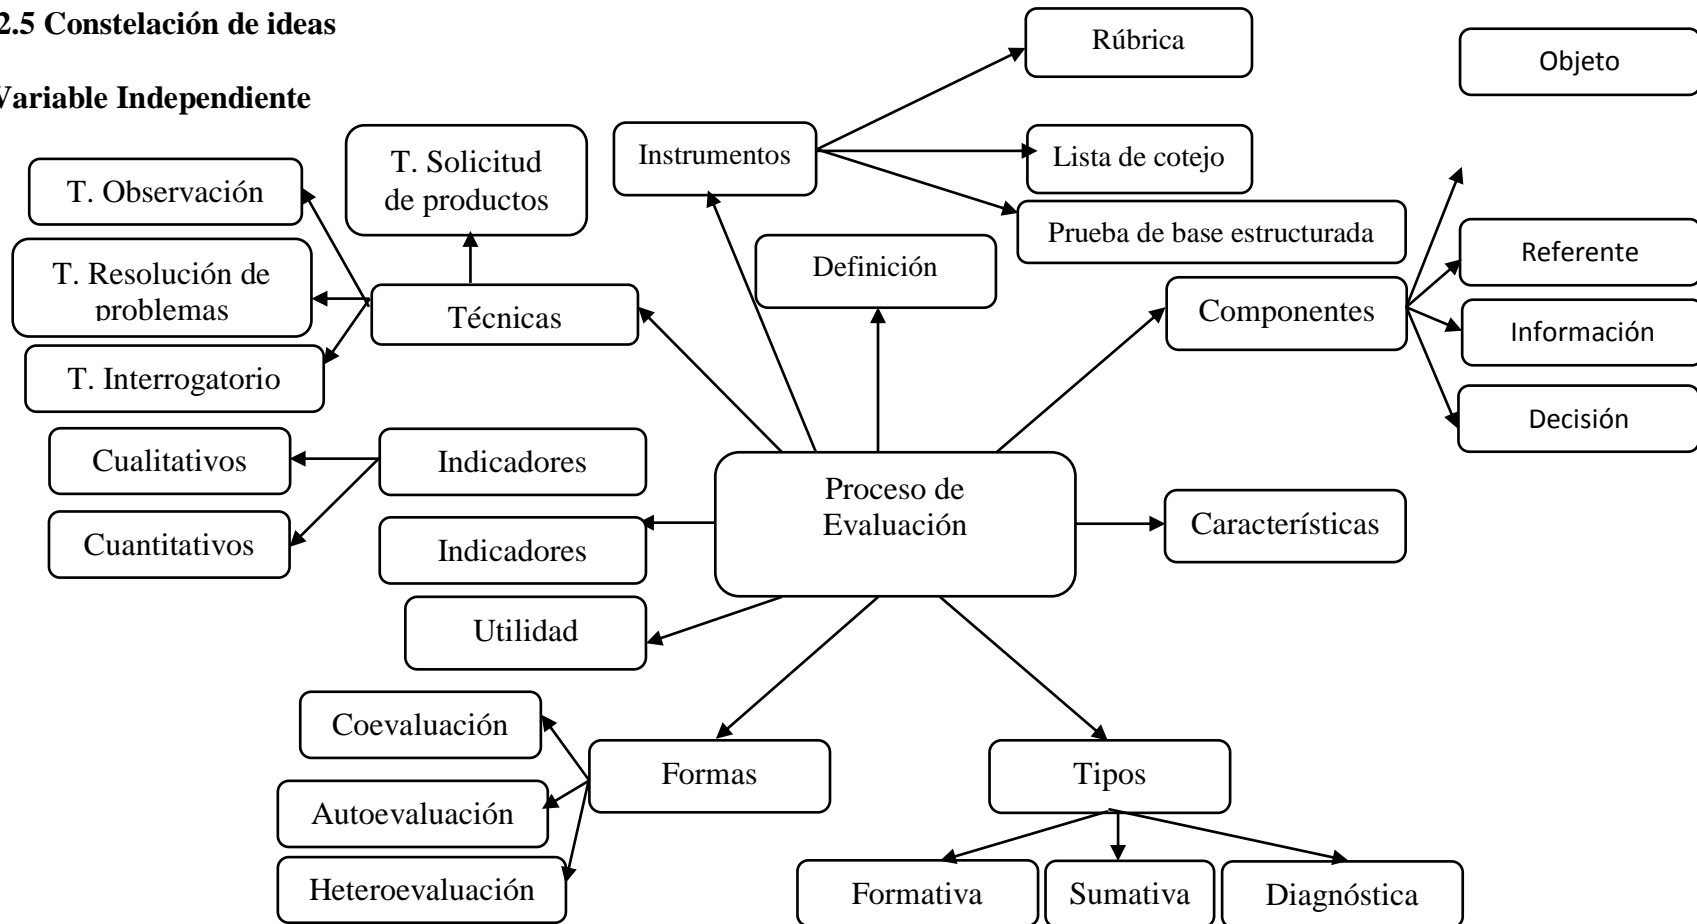 2.5 Constelación de ideas
Variable Independiente
Rúbrica
Objeto
Instrumentos
Lista de cotejo
Prueba de base estructurada
T. Solicitud
de productos
T. Observación
T. Resolución de
problemas
T. Interrogatorio
Técnicas
Definición
Componentes
Referente
Información
Decisión
Cualitativos
Cuantitativos
Indicadores
Indicadores
Proceso de
Evaluación
Características
Utilidad
Coevaluación
Autoevaluación
Heteroevaluación
Formas
Tipos
Formativa
Sumativa
Diagnóstica